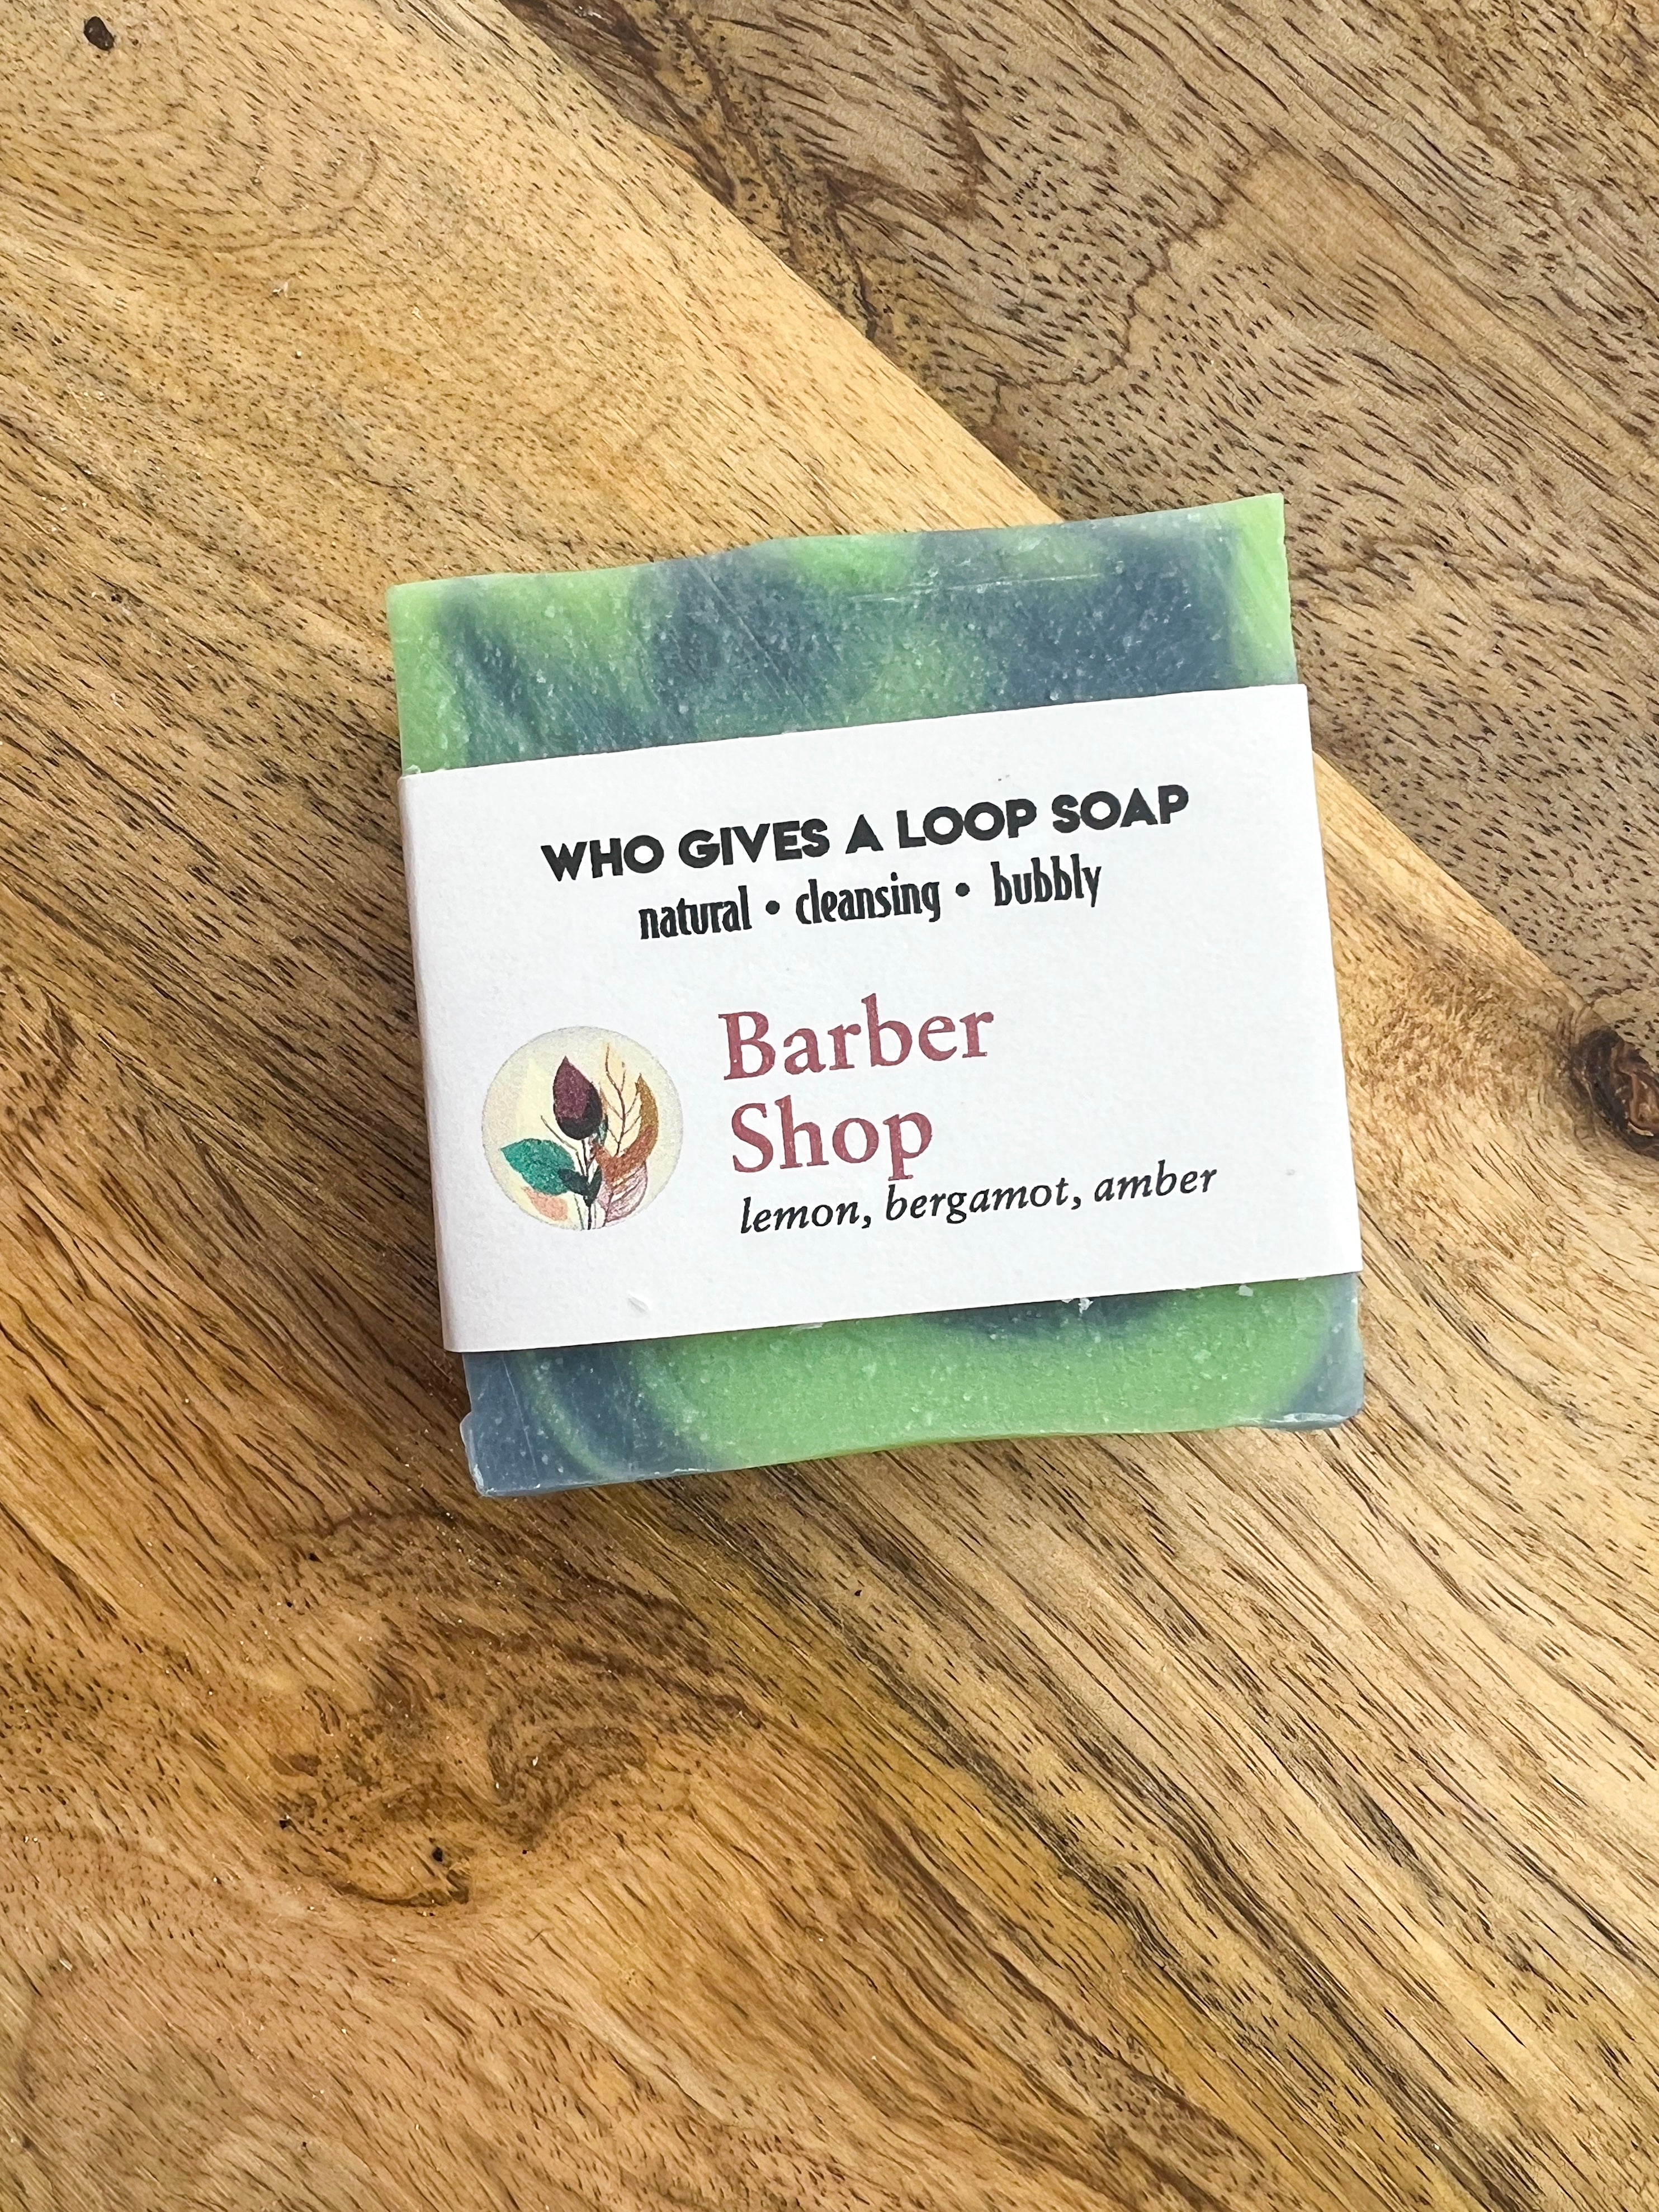 WHO GIVES A LOOP SOAP
natural • cleansing • bubbly
Barber
Shop
lemon, bergamot, amber